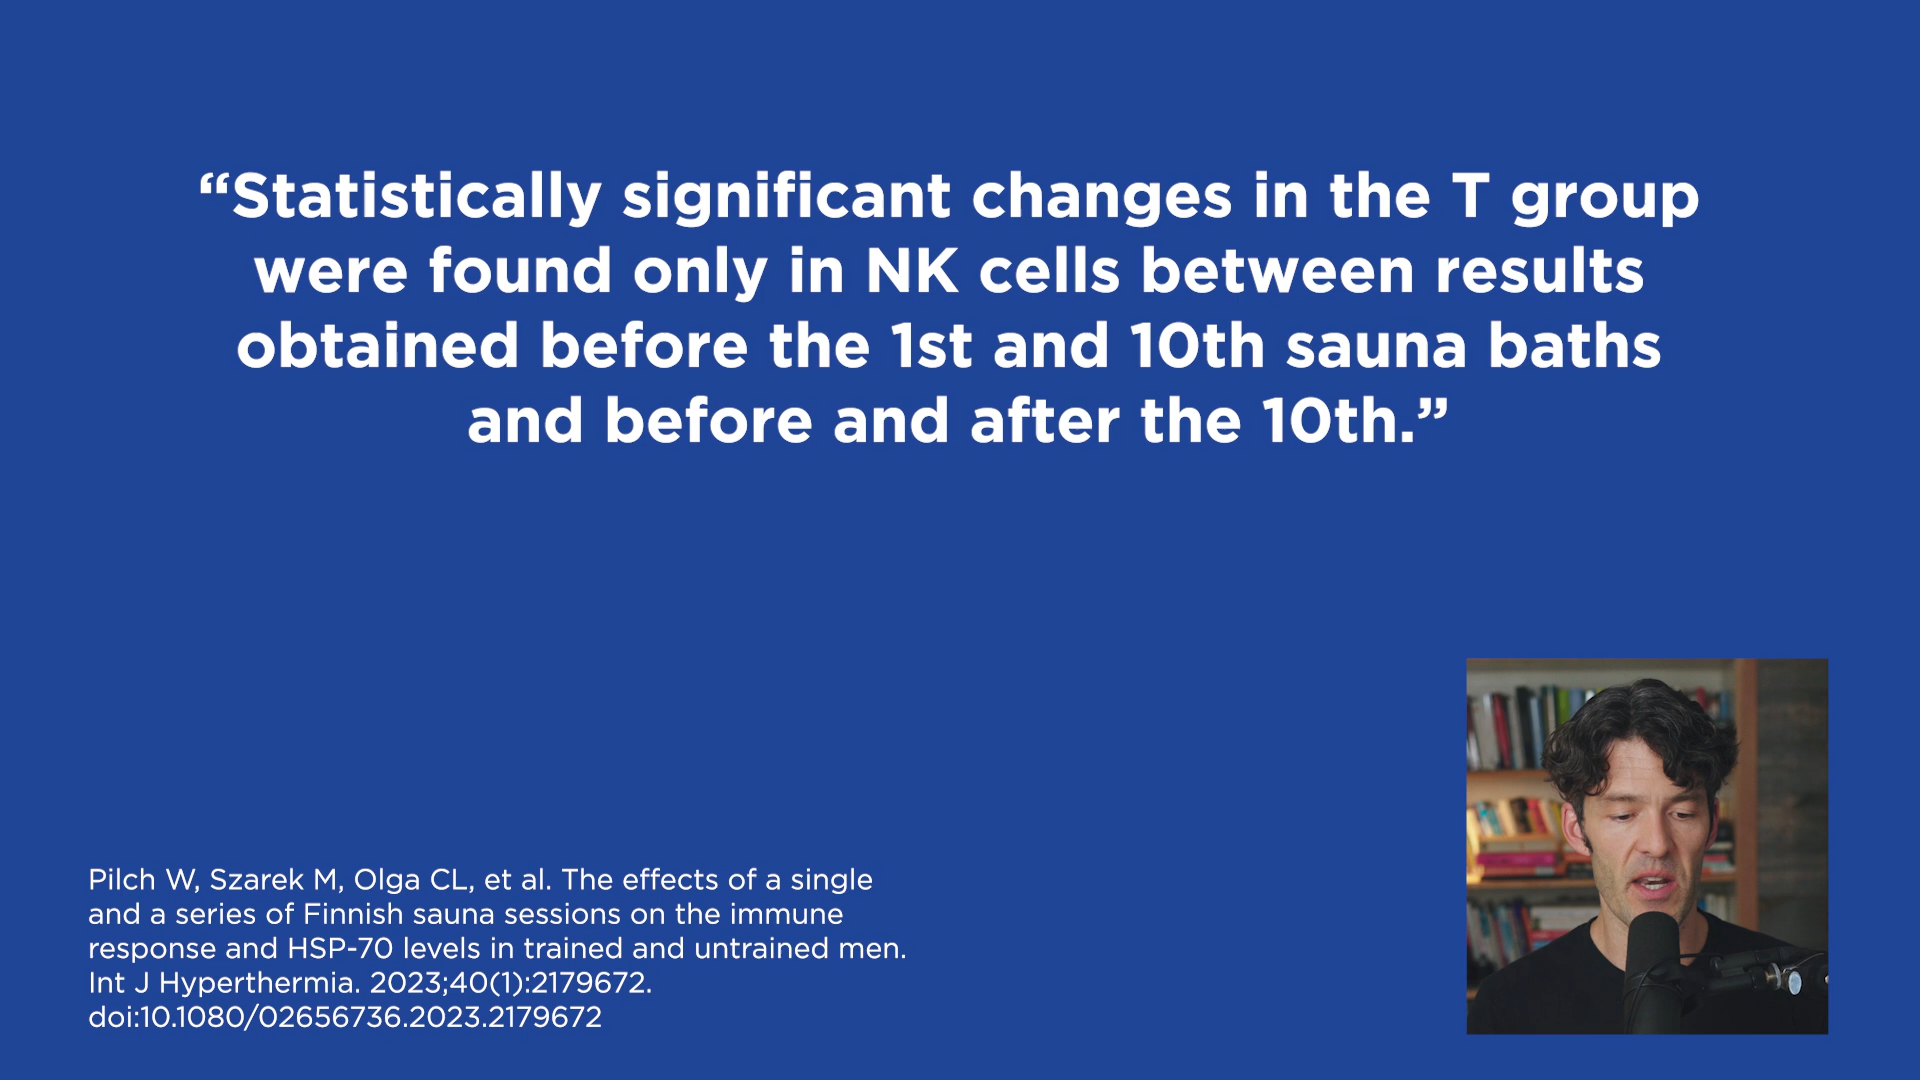 “Statistically significant changes in the T group
were found only in NK cells between results
obtained before the 1st and 10th sauna baths
and before and after the 10th.”
Pilch W, Szarek M, Olga CL, et al. The effects of a single
and a series of Finnish sauna sessions on the immune
response and HSP-70 levels in trained and untrained men.
Int J Hyperthermia. 2023;40(1):2179672.
doi:10.1080/02656736.2023.2179672